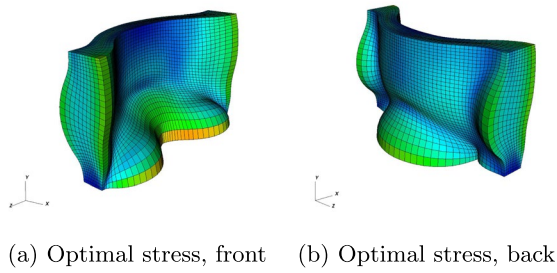 Y
Z X
Y
X
Z
(a) Optimal stress, front
(b) Optimal stress, back